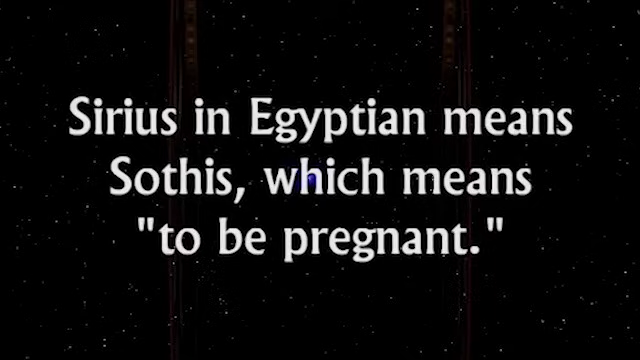 Sirius in Egyptian means
Sothis, which means
"to be pregnant."